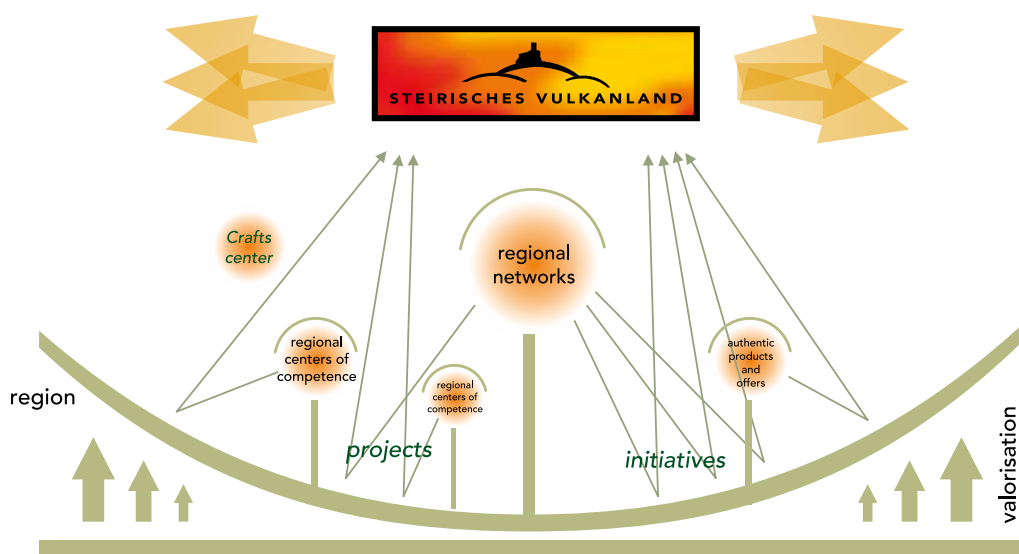 STEIRISCHES VULKANLAND
Crafts
center
regional
networks
regional
centers of
competence
regional
centers of
competence
authentic
products
and
offers
region
projects
initiatives
valorisation